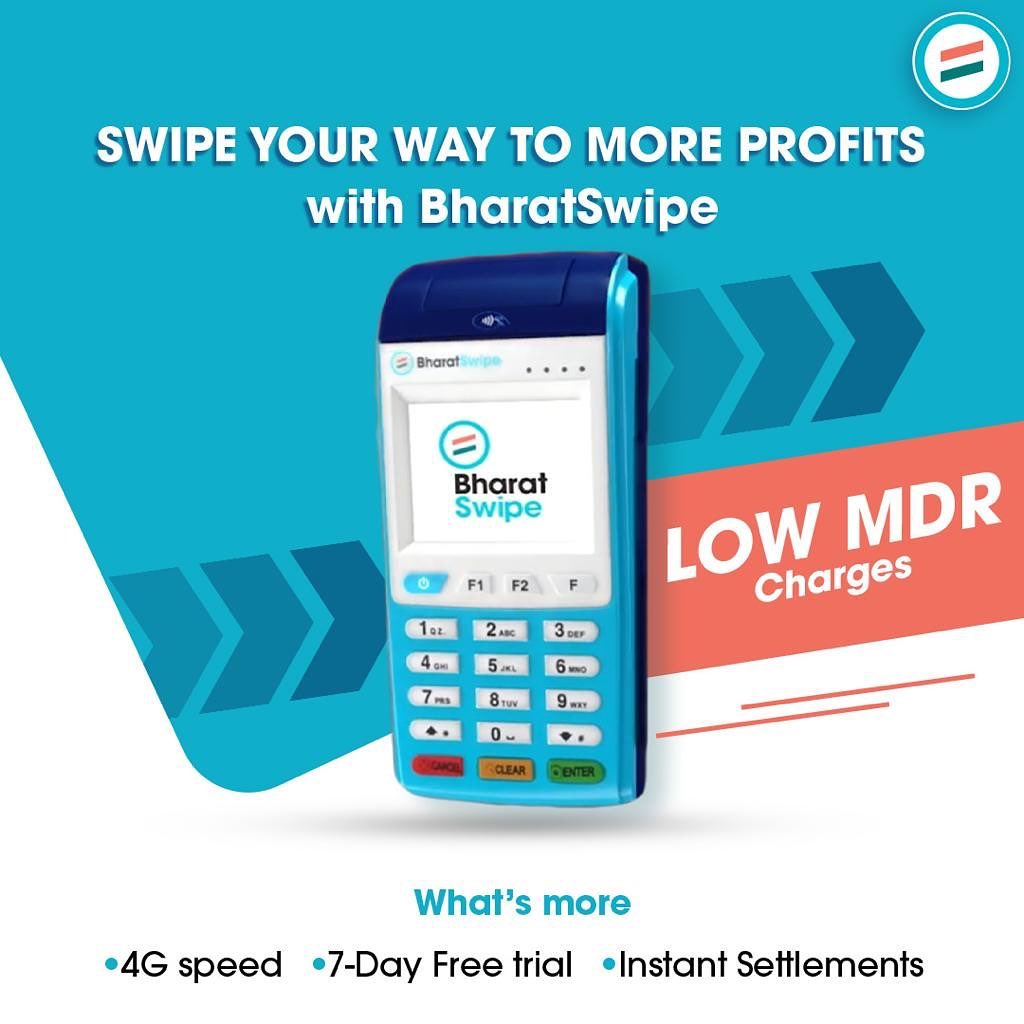 SWIPE YOUR WAY TO MORE PROFITS
with BharatSwipe
BharatSwipe
Bharat
Swipe
LOW MDR
Charges
F1 F2 F
1 QZ. 2 ABC 3 DEF
4 GHI 5 JKL 6 MNO
7 PRS 8 TUV 9 WXY
* 0 #
CANCEL CLEAR ENTER
What's more
•4G speed •7-Day Free trial •Instant Settlements